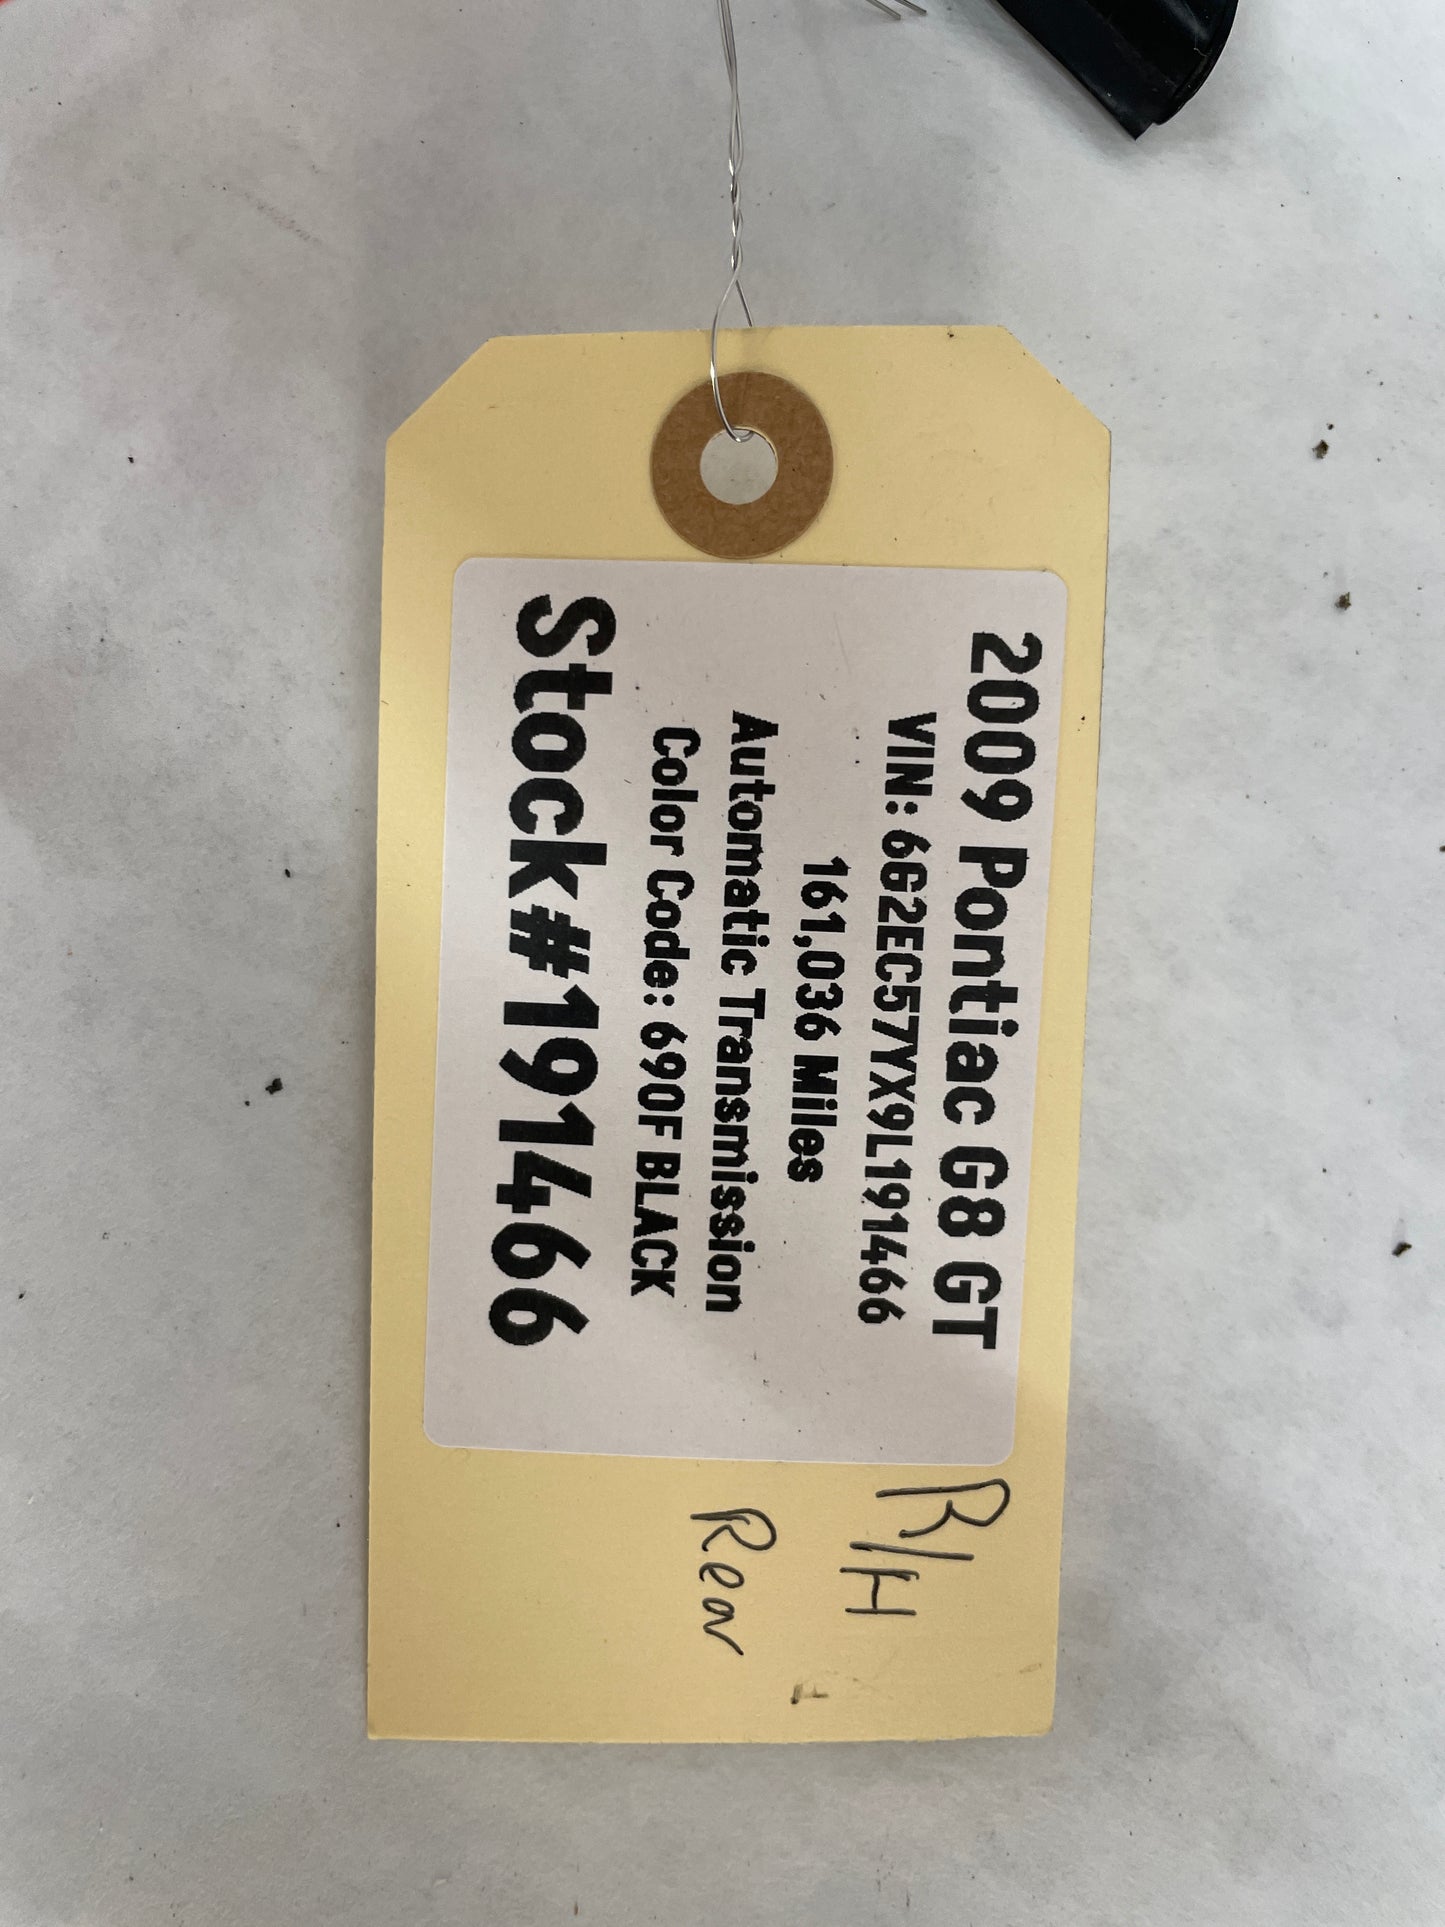 2009 Pontiac G8 GT
VIN: 6G2EC57YX9L191466
161,036 Miles
Automatic Transmission
Color Code: 690F BLACK
Stock#191466
R/H
Rear